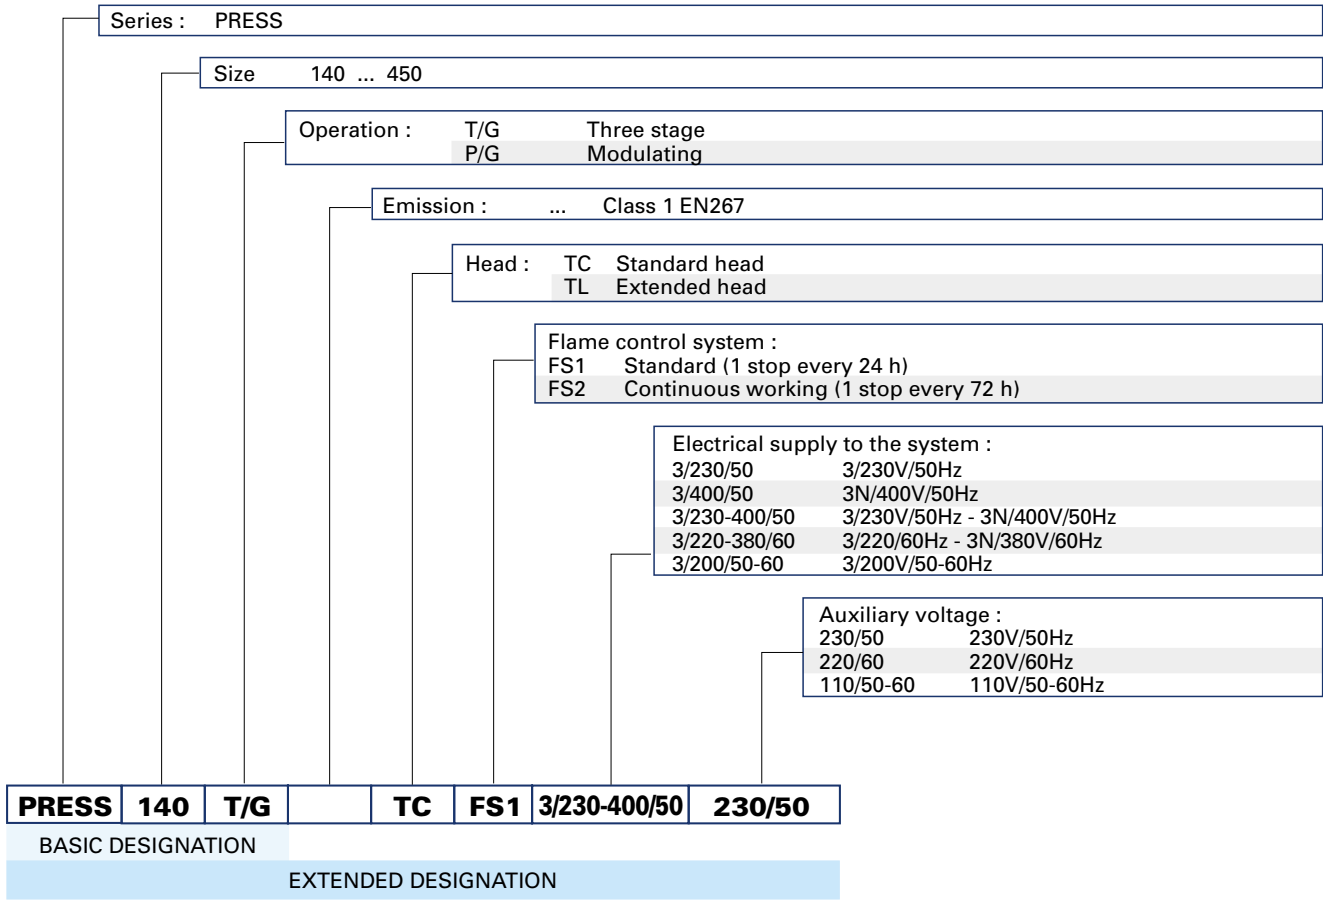 Series : PRESS
Size 140 ... 450
Operation : T/G Three stage
P/G Modulating
Emission : ... Class 1 EN267
Head : TC Standard head
TL Extended head
Flame control system :
FS1 Standard (1 stop every 24 h)
FS2 Continuous working (1 stop every 72 h)
Electrical supply to the system :
3/230/50 3/230V/50Hz
3/400/50 3N/400V/50Hz
3/230-400/50 3/230V/50Hz - 3N/400V/50Hz
3/220-380/60 3/220/60Hz - 3N/380V/60Hz
3/200/50-60 3/200V/50-60Hz
Auxiliary voltage :
230/50 230V/50Hz
220/60 220V/60Hz
110/50-60 110V/50-60Hz
PRESS 140 T/G TC FS1 3/230-400/50 230/50
BASIC DESIGNATION
EXTENDED DESIGNATION